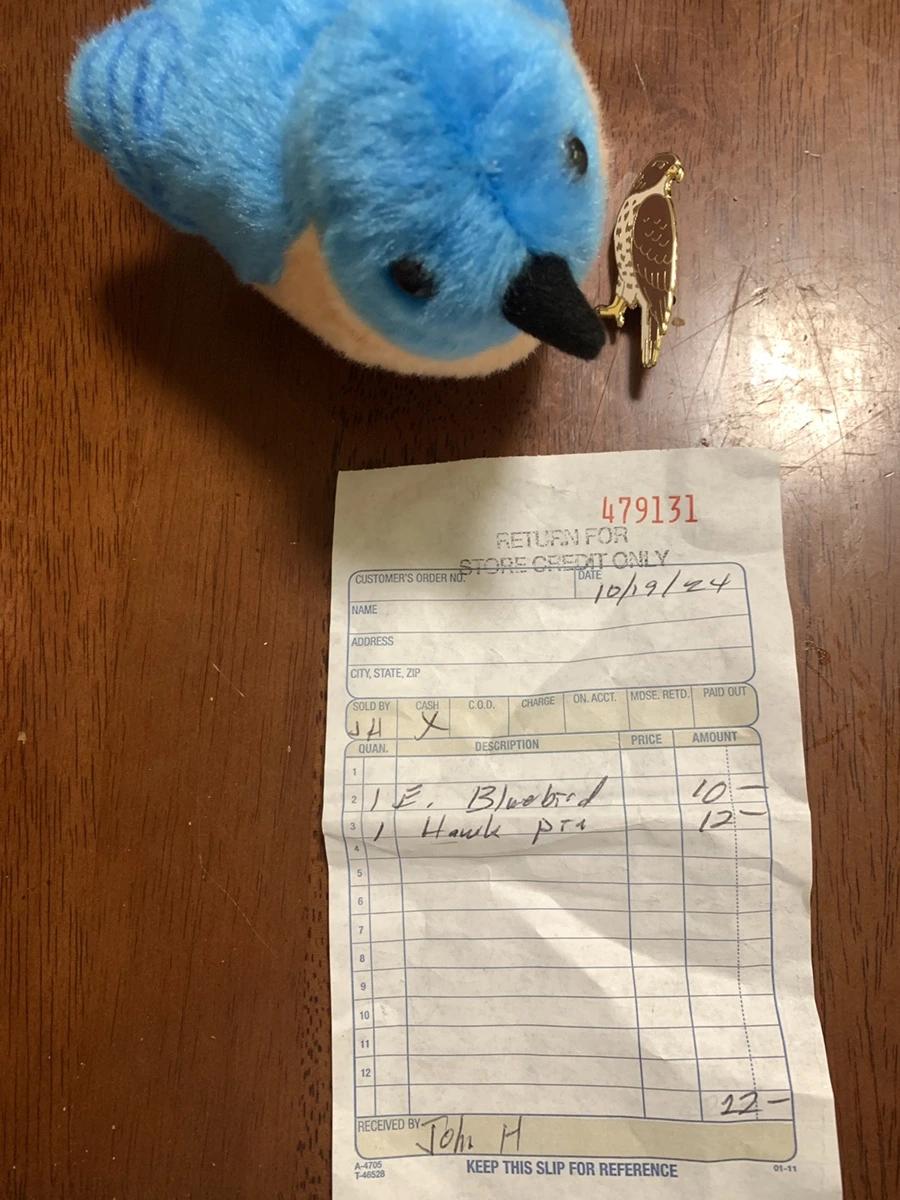 479131
RETURN FOR
STORE CREDIT ONLY
CUSTOMER'S ORDER NO. DATE 10/19/24
NAME
ADDRESS
CITY, STATE, ZIP
SOLD BY CASH C.O.D. CHARGE ON. ACCT. MDSE. RETD. PAID OUT
JH X
QUAN. DESCRIPTION PRICE AMOUNT
1
2 1 E. Bluebird 10 —
3 1 Hawk pin 12 —
4
5
6
7
8
9
10
11
12
22 —
RECEIVED BY John H
A-4705
T-46528
KEEP THIS SLIP FOR REFERENCE
01-11